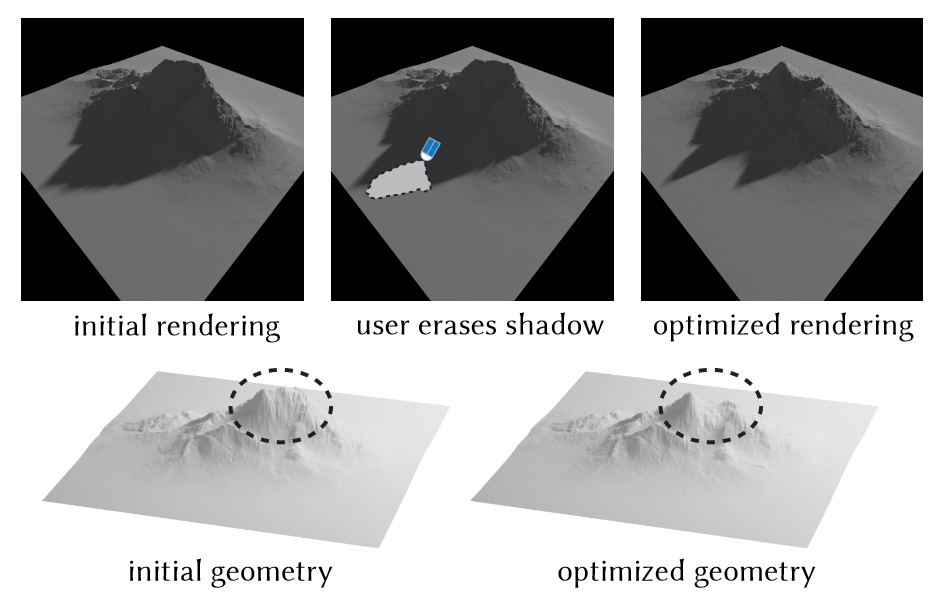 initial rendering
user erases shadow
optimized rendering
initial geometry
optimized geometry